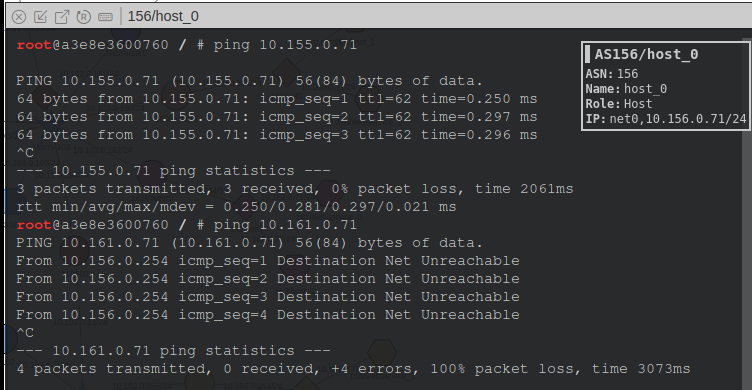 156/host_0
root@a3e8e3600760 / # ping 10.155.0.71
PING 10.155.0.71 (10.155.0.71) 56(84) bytes of data.
64 bytes from 10.155.0.71: icmp_seq=1 ttl=62 time=0.250 ms
64 bytes from 10.155.0.71: icmp_seq=2 ttl=62 time=0.297 ms
64 bytes from 10.155.0.71: icmp_seq=3 ttl=62 time=0.296 ms
^C
--- 10.155.0.71 ping statistics ---
3 packets transmitted, 3 received, 0% packet loss, time 2061ms
rtt min/avg/max/mdev = 0.250/0.281/0.297/0.021 ms
root@a3e8e3600760 / # ping 10.161.0.71
PING 10.161.0.71 (10.161.0.71) 56(84) bytes of data.
From 10.156.0.254 icmp_seq=1 Destination Net Unreachable
From 10.156.0.254 icmp_seq=2 Destination Net Unreachable
From 10.156.0.254 icmp_seq=3 Destination Net Unreachable
From 10.156.0.254 icmp_seq=4 Destination Net Unreachable
^C
--- 10.161.0.71 ping statistics ---
4 packets transmitted, 0 received, +4 errors, 100% packet loss, time 3073ms
AS156/host_0
ASN: 156
Name: host_0
Role: Host
IP: net0,10.156.0.71/24